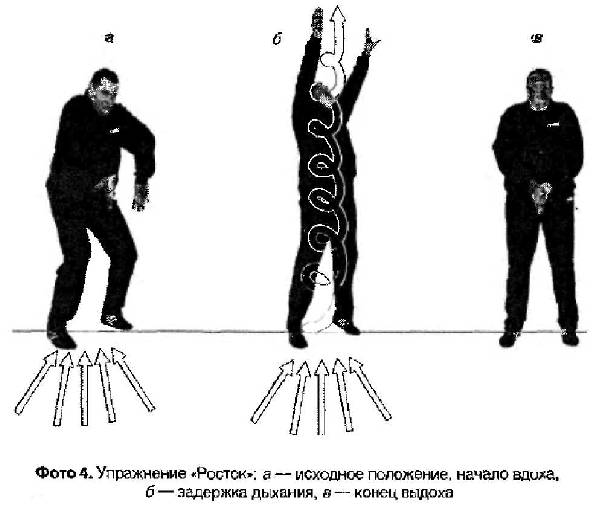 а
б
в
Фото 4. Упражнение «Росток»: а — исходное положение, начало вдоха,
б — задержка дыхания, в — конец выдоха